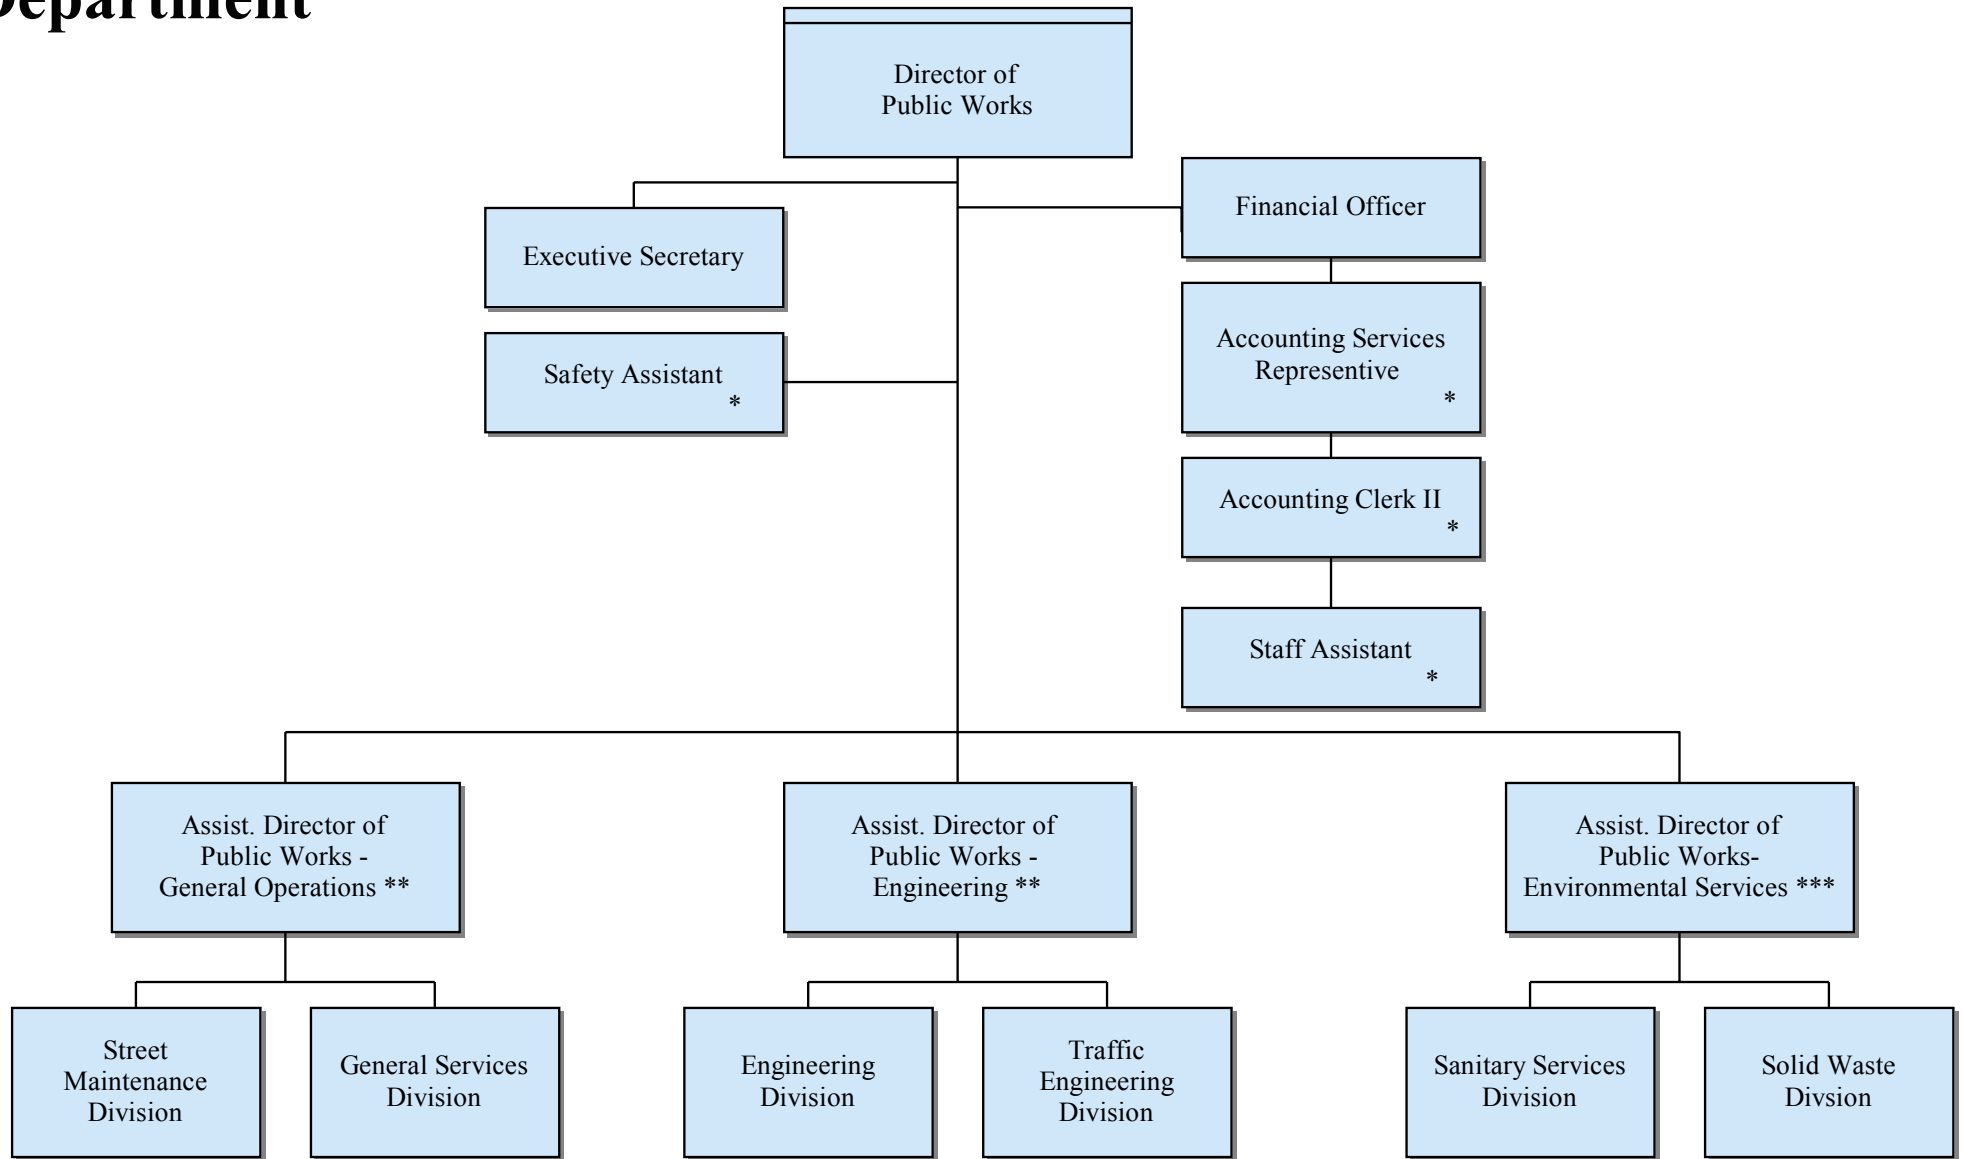 Department
Director of
Public Works
Financial Officer
Executive Secretary
Accounting Services
Representive
*
Safety Assistant
*
Accounting Clerk II
*
Staff Assistant
*
Assist. Director of
Public Works -
General Operations **
Assist. Director of
Public Works -
Engineering **
Assist. Director of
Public Works-
Environmental Services ***
Street
Maintenance
Division
General Services
Division
Engineering
Division
Traffic
Engineering
Division
Sanitary Services
Division
Solid Waste
Divsion